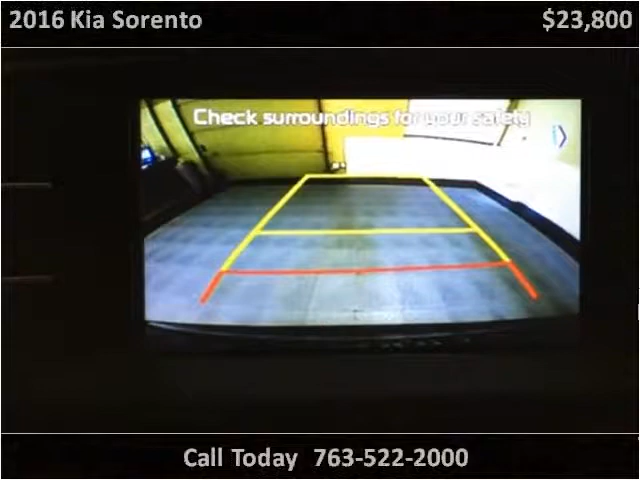 2016 Kia Sorento
$23,800
Check surroundings for your safety
Call Today 763-522-2000